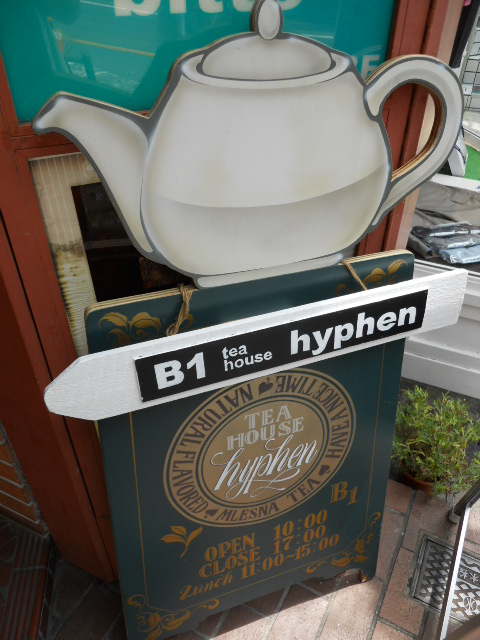 bitto
B1 tea house hyphen
NATURAL FLAVORED MLESNA TEA HAVE A NICE TIME
TEA
HOUSE
hyphen
B1
OPEN 10:00
CLOSE 17:00
Lunch 11:00~15:00